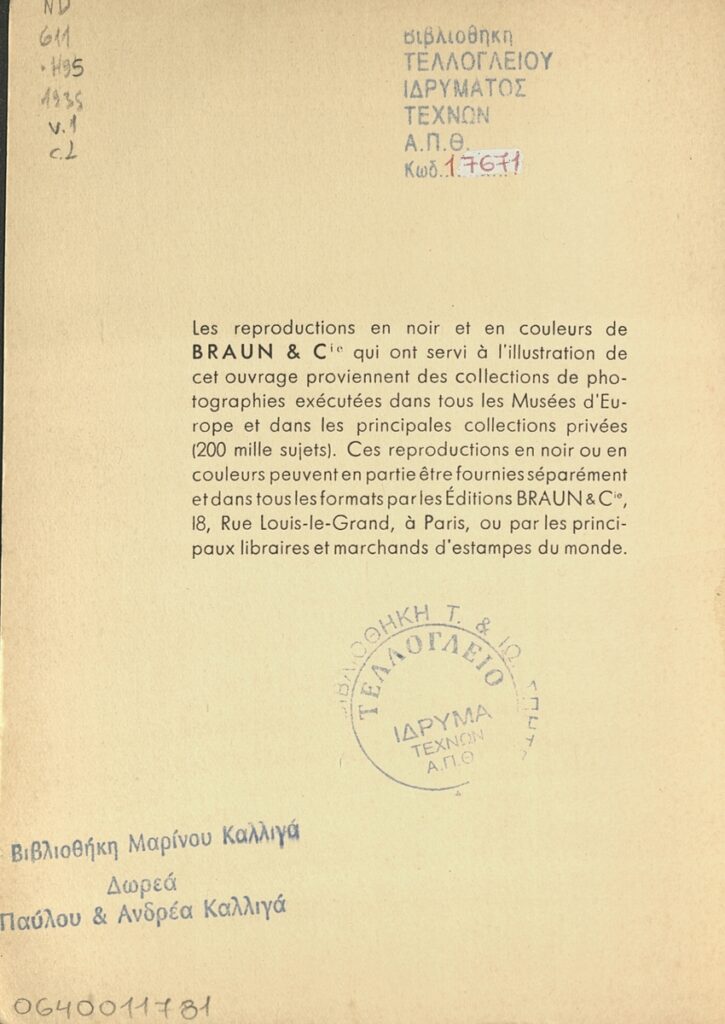 ND
611
.H95
1935
v.1
c.2
Βιβλιοθήκη
ΤΕΛΛΟΓΛΕΙΟΥ
ΙΔΡΥΜΑΤΟΣ
ΤΕΧΝΩΝ
Α.Π.Θ.
Κωδ. 17671
Les reproductions en noir et en couleurs de
BRAUN & Cie qui ont servi à l'illustration de
cet ouvrage proviennent des collections de pho-
tographies exécutées dans tous les Musées d'Eu-
rope et dans les principales collections privées
(200 mille sujets). Ces reproductions en noir ou en
couleurs peuvent en partie être fournies séparément
et dans tous les formats par les Éditions BRAUN & Cie,
18, Rue Louis-le-Grand, à Paris, ou par les princi-
paux libraires et marchands d'estampes du monde.
ΒΙΒΛΙΟΘΗΚΗ Τ. & ΙΩ.
ΤΕΛΛΟΓΛΕΙΟ
ΙΔΡΥΜΑ
ΤΕΧΝΩΝ
Α.Π.Θ
Βιβλιοθήκη Μαρίνου Καλλιγά
Δωρεά
Παύλου & Ανδρέα Καλλιγά
0640011781